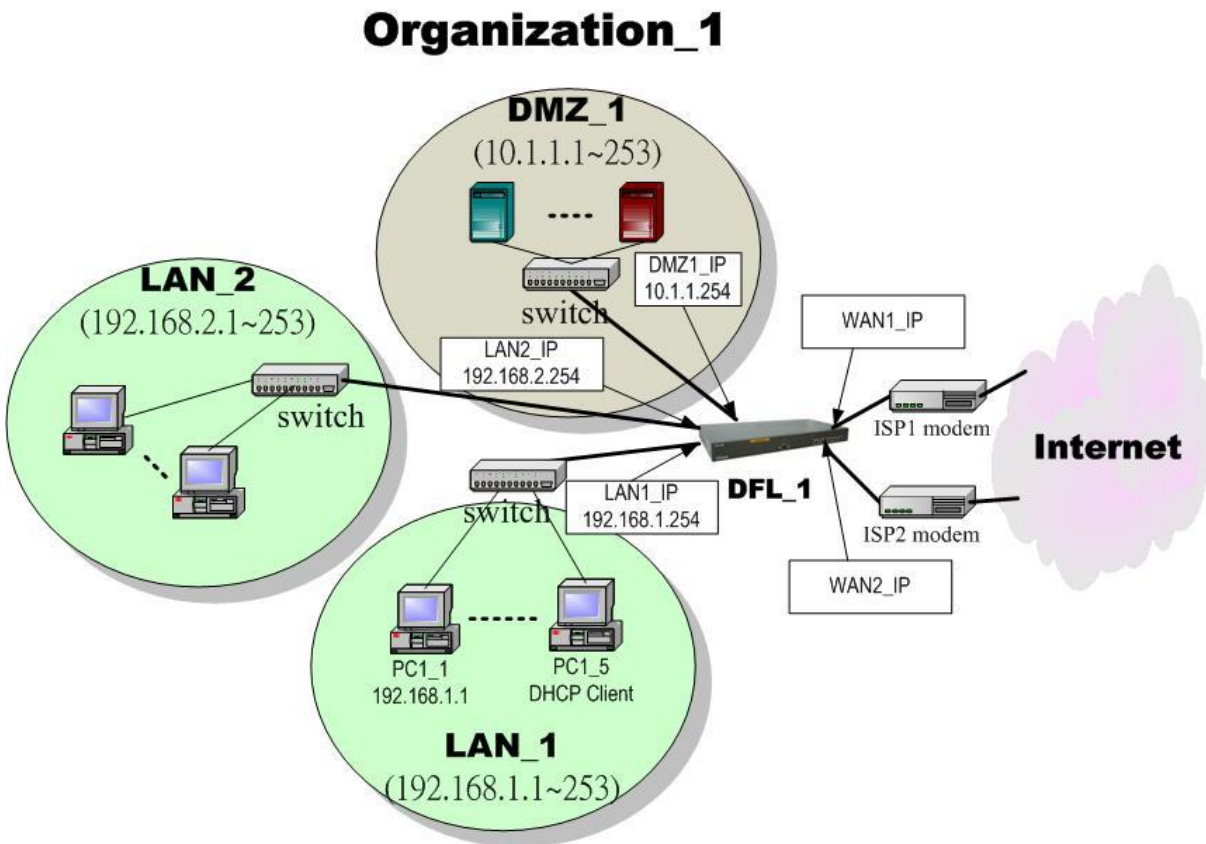 Organization_1
DMZ_1
(10.1.1.1~253)
DMZ1_IP
10.1.1.254
switch
LAN_2
(192.168.2.1~253)
switch
LAN2_IP
192.168.2.254
WAN1_IP
ISP1 modem
Internet
DFL_1
ISP2 modem
WAN2_IP
LAN1_IP
192.168.1.254
switch
PC1_1
192.168.1.1
PC1_5
DHCP Client
LAN_1
(192.168.1.1~253)